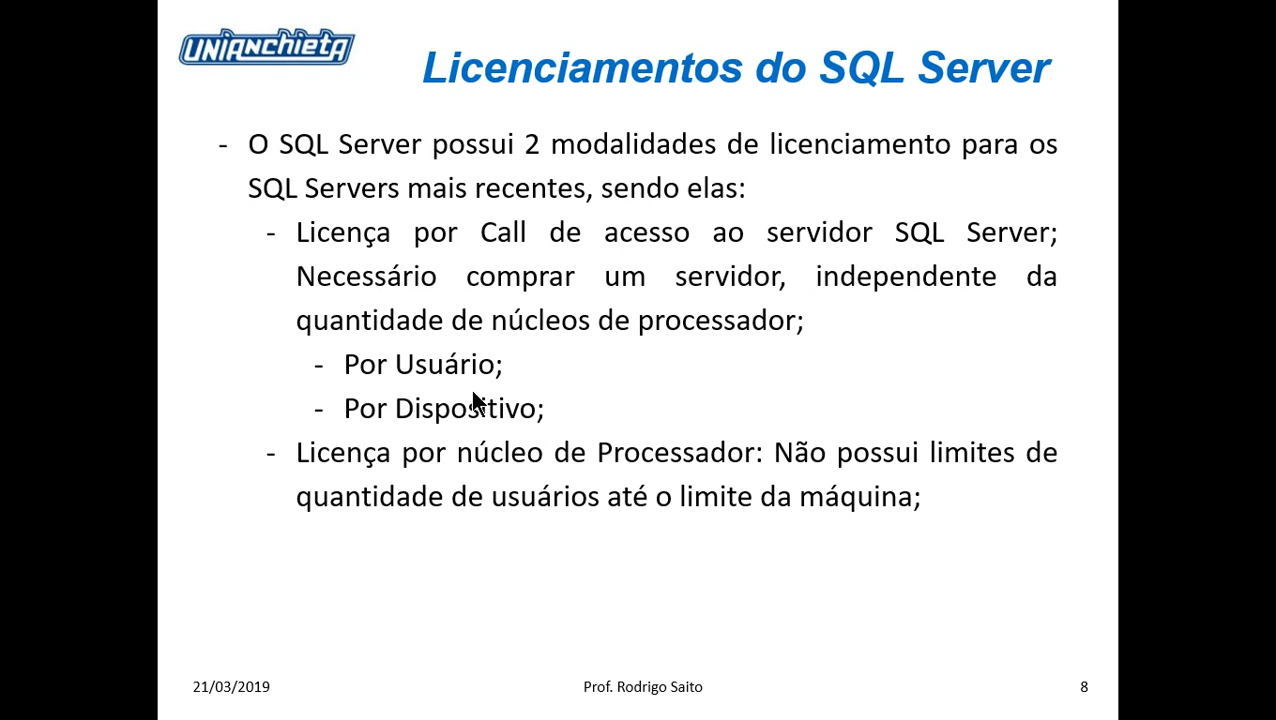 UNIANCHIETA
Licenciamentos do SQL Server
- O SQL Server possui 2 modalidades de licenciamento para os
SQL Servers mais recentes, sendo elas:
- Licença por Call de acesso ao servidor SQL Server;
Necessário comprar um servidor, independente da
quantidade de núcleos de processador;
- Por Usuário;
- Por Dispositivo;
- Licença por núcleo de Processador: Não possui limites de
quantidade de usuários até o limite da máquina;
21/03/2019
Prof. Rodrigo Saito
8